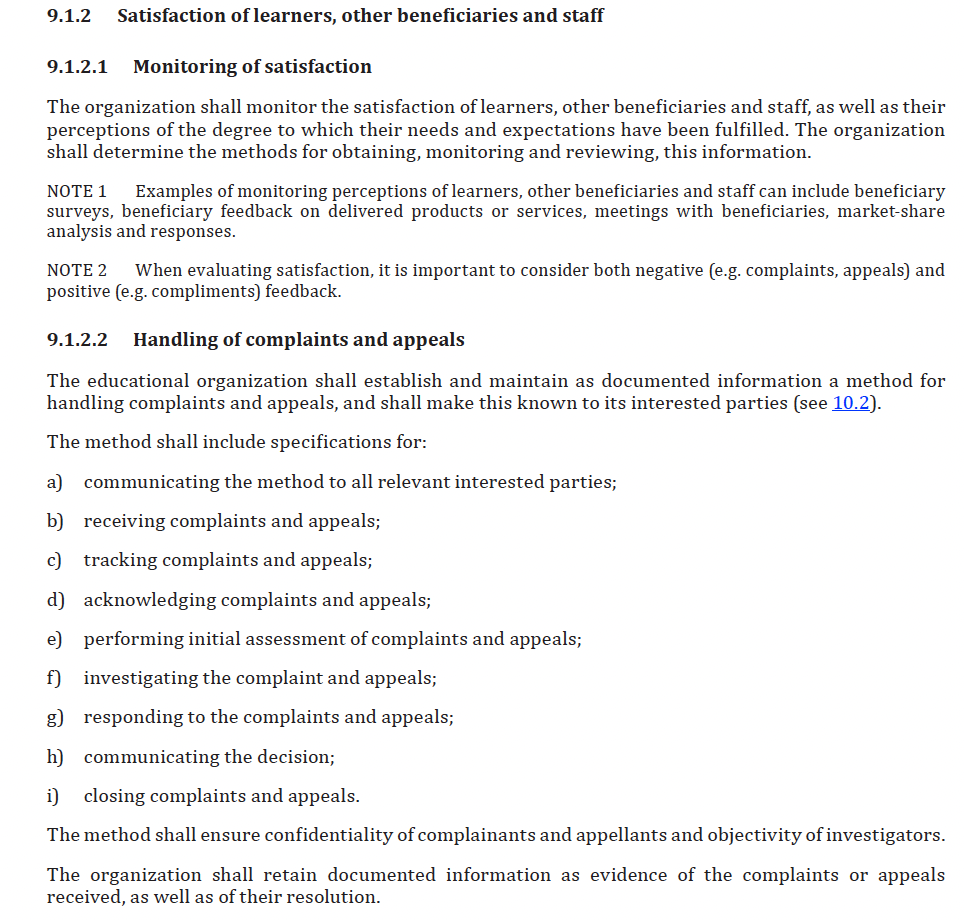 9.1.2 Satisfaction of learners, other beneficiaries and staff
9.1.2.1 Monitoring of satisfaction
The organization shall monitor the satisfaction of learners, other beneficiaries and staff, as well as their
perceptions of the degree to which their needs and expectations have been fulfilled. The organization
shall determine the methods for obtaining, monitoring and reviewing, this information.
NOTE 1 Examples of monitoring perceptions of learners, other beneficiaries and staff can include beneficiary
surveys, beneficiary feedback on delivered products or services, meetings with beneficiaries, market-share
analysis and responses.
NOTE 2 When evaluating satisfaction, it is important to consider both negative (e.g. complaints, appeals) and
positive (e.g. compliments) feedback.
9.1.2.2 Handling of complaints and appeals
The educational organization shall establish and maintain as documented information a method for
handling complaints and appeals, and shall make this known to its interested parties (see 10.2).
The method shall include specifications for:
a) communicating the method to all relevant interested parties;
b) receiving complaints and appeals;
c) tracking complaints and appeals;
d) acknowledging complaints and appeals;
e) performing initial assessment of complaints and appeals;
f) investigating the complaint and appeals;
g) responding to the complaints and appeals;
h) communicating the decision;
i) closing complaints and appeals.
The method shall ensure confidentiality of complainants and appellants and objectivity of investigators.
The organization shall retain documented information as evidence of the complaints or appeals
received, as well as of their resolution.